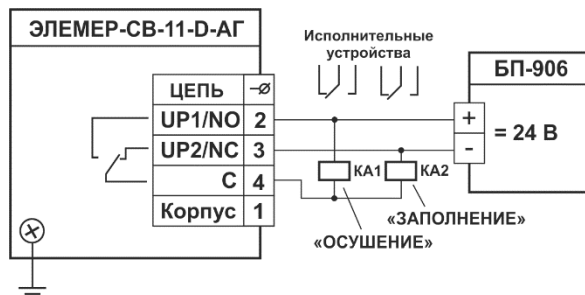 ЭЛЕМЕР-СВ-11-D-АГ
Исполнительные
устройства
БП-906
ЦЕПЬ
UP1/NO 2
UP2/NC 3
С 4
Корпус 1
+
-
= 24 В
КА1
КА2
«ЗАПОЛНЕНИЕ»
«ОСУШЕНИЕ»